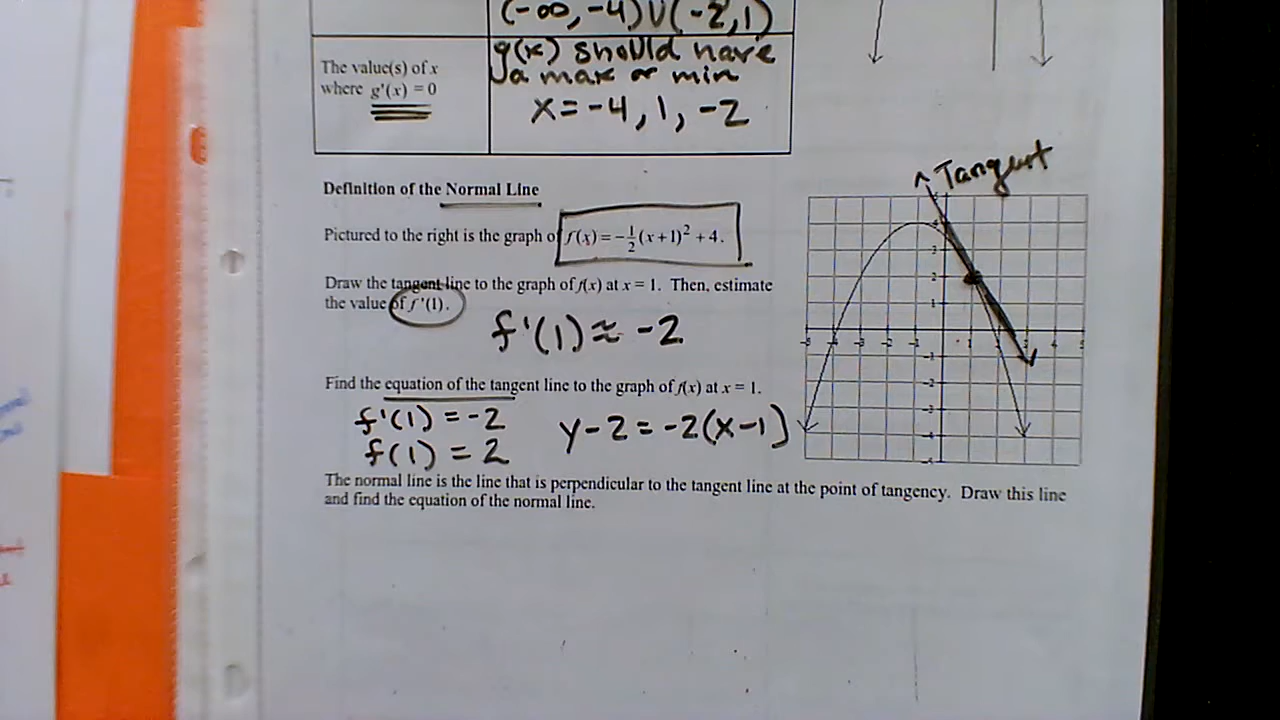 (-∞, -4) ∪ (-2, 1)
The value(s) of x
where g'(x) = 0
g(x) should have
a max or min
x = -4, 1, -2
Tangent
Definition of the Normal Line
Pictured to the right is the graph of f(x) = -1/2(x+1)² + 4.
Draw the tangent line to the graph of f(x) at x = 1. Then, estimate
the value of f '(1).
f'(1) ≈ -2
Find the equation of the tangent line to the graph of f(x) at x = 1.
f'(1) = -2
f(1) = 2
y-2 = -2(x-1)
The normal line is the line that is perpendicular to the tangent line at the point of tangency. Draw this line
and find the equation of the normal line.